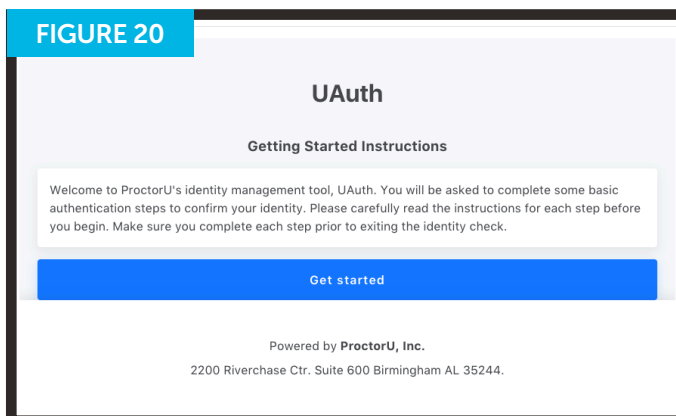 FIGURE 20
UAuth
Getting Started Instructions
Welcome to ProctorU's identity management tool, UAuth. You will be asked to complete some basic
authentication steps to confirm your identity. Please carefully read the instructions for each step before
you begin. Make sure you complete each step prior to exiting the identity check.
Get started
Powered by ProctorU, Inc.
2200 Riverchase Ctr. Suite 600 Birmingham AL 35244.